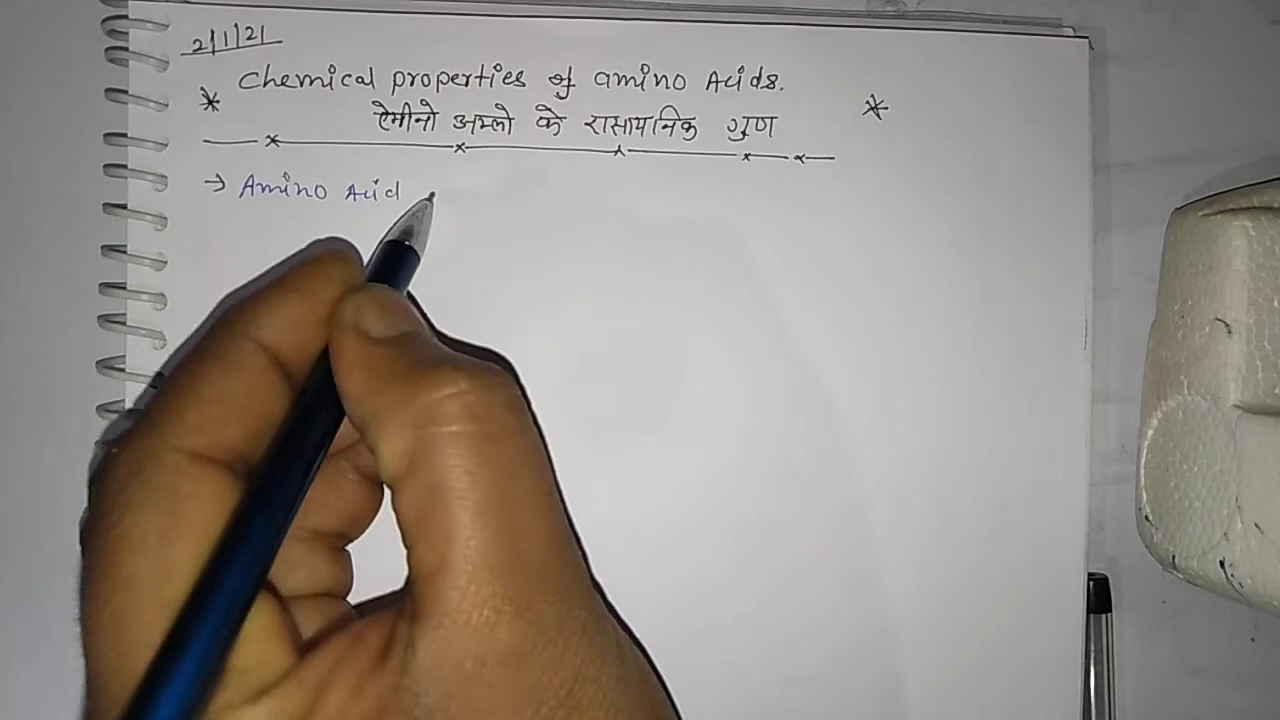 2/1/21
Chemical properties of amino Acids.
* ऐमीनो अम्लो के रासायनिक गुण *
→ Amino Acid